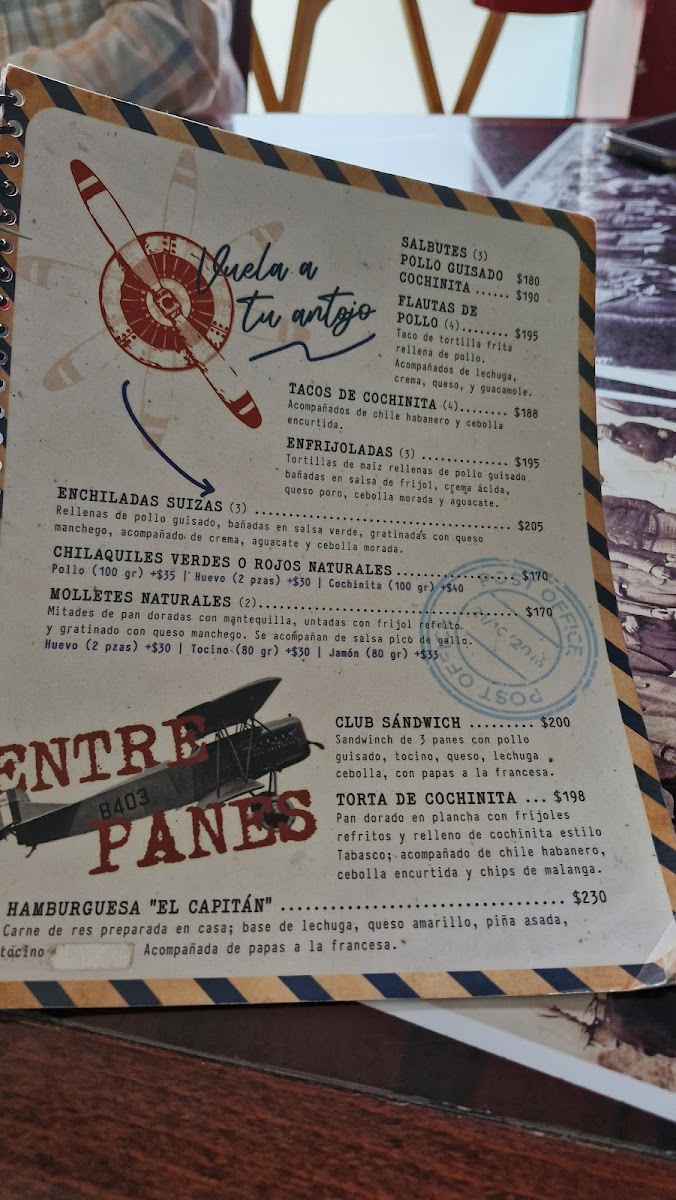 Vuela a
tu antojo
SALBUTES (3)
POLLO GUISADO $180
COCHINITA ...... $190
FLAUTAS DE
POLLO (4)........ $195
Taco de tortilla frita
rellena de pollo.
Acompañados de lechuga,
crema, queso, y guacamole.
TACOS DE COCHINITA (4)........ $188
Acompañados de chile habanero y cebolla
encurtida.
ENFRIJOLADAS (3) .............. $195
Tortillas de maíz rellenas de pollo guisado
bañadas en salsa de frijol, crema ácida,
queso poro, cebolla morada y aguacate.
ENCHILADAS SUIZAS (3) .................................. $205
Rellenas de pollo guisado, bañadas en salsa verde, gratinadas con queso
manchego, acompañado de crema, aguacate y cebolla morada.
CHILAQUILES VERDES O ROJOS NATURALES................. $170
Pollo (100 gr) +$35 | Huevo (2 pzas) +$30 | Cochinita (100 gr) +$40
MOLLETES NATURALES (2)................................... $170
Mitades de pan doradas con mantequilla, untadas con frijol refrito
y gratinado con queso manchego. Se acompañan de salsa pico de gallo.
Huevo (2 pzas) +$30 | Tocino (80 gr) +$30 | Jamón (80 gr) +$33
POST OFFICE
POST OFFICE
ENTRE
PANES
8403
CLUB SÁNDWICH ......... $200
Sandwinch de 3 panes con pollo
guisado, tocino, queso, lechuga
cebolla, con papas a la francesa.
TORTA DE COCHINITA ... $198
Pan dorado en plancha con frijoles
refritos y relleno de cochinita estilo
Tabasco; acompañado de chile habanero,
cebolla encurtida y chips de malanga.
HAMBURGUESA "EL CAPITÁN" .................................. $230
Carne de res preparada en casa; base de lechuga, queso amarillo, piña asada,
tocino Acompañada de papas a la francesa.